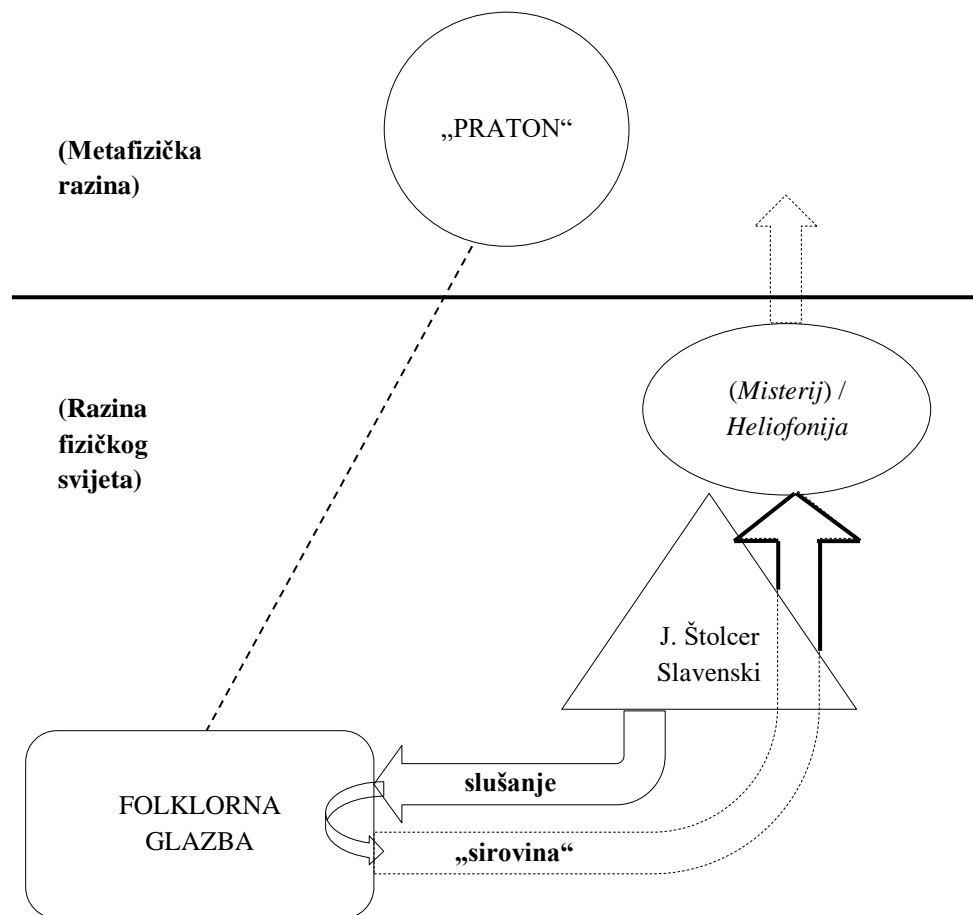 „PRATON“
(Metafizička
razina)
(Misterij) /
Heliofonija
(Razina
fizičkog
svijeta)
J. Štolcer
Slavenski
slušanje
FOLKLORNA
GLAZBA
„sirovina“